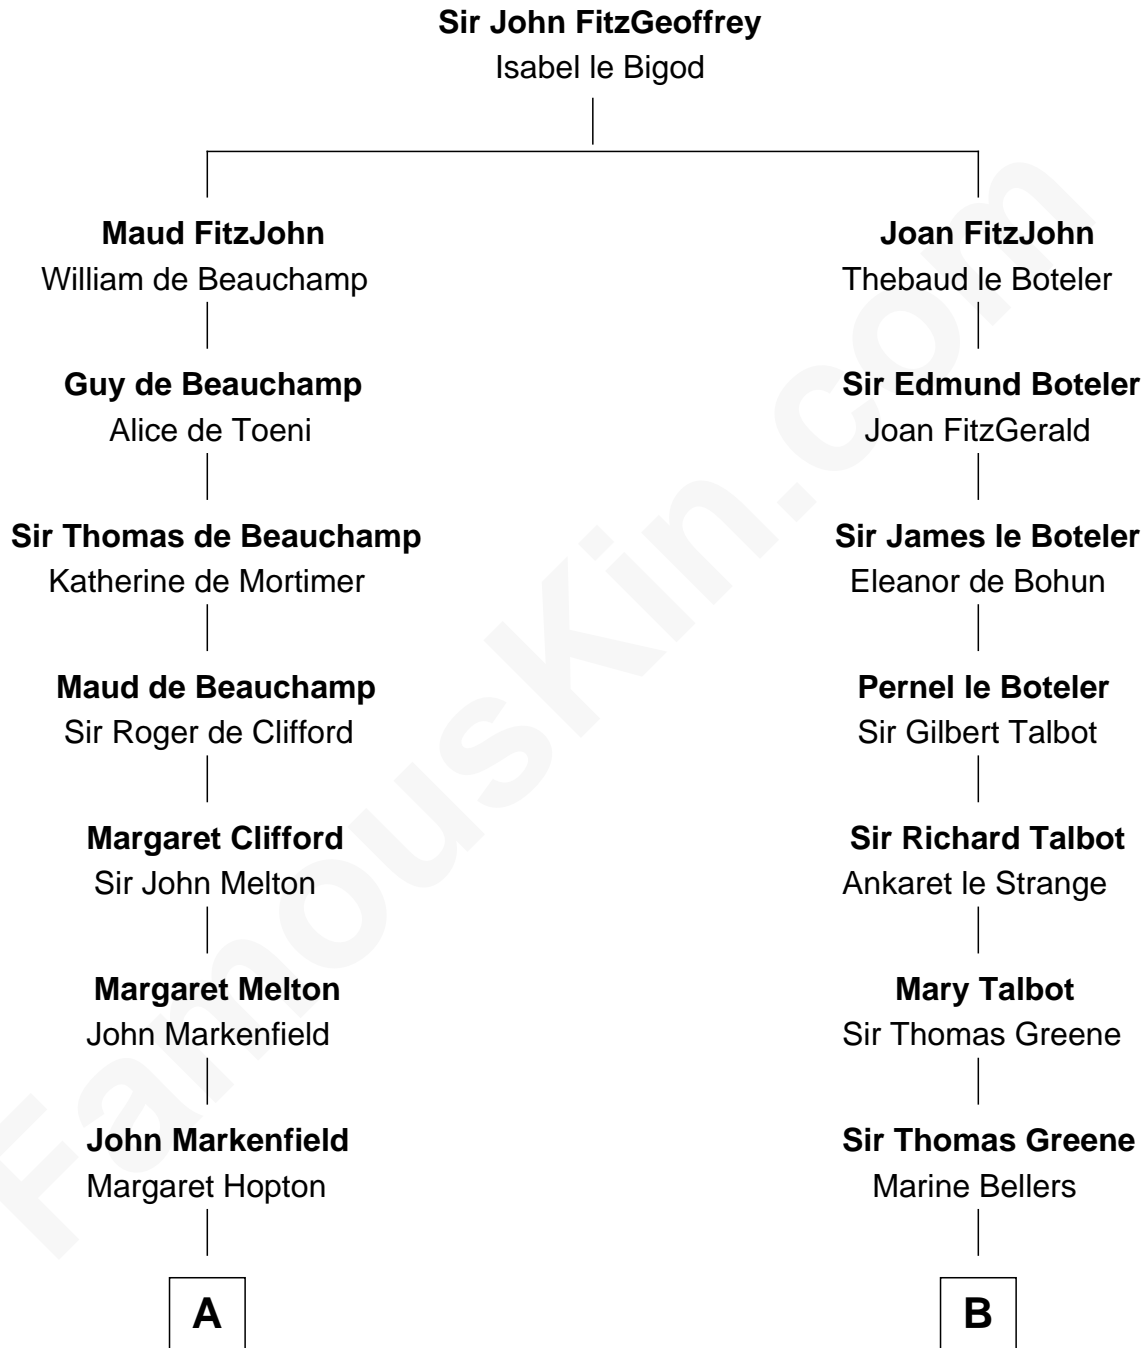 Sir John FitzGeoffrey
Isabel le Bigod
Maud FitzJohn
William de Beauchamp
Joan FitzJohn
Thebaud le Boteler
Guy de Beauchamp
Alice de Toeni
Sir Edmund Boteler
Joan FitzGerald
Sir Thomas de Beauchamp
Katherine de Mortimer
Sir James le Boteler
Eleanor de Bohun
Maud de Beauchamp
Sir Roger de Clifford
Pernel le Boteler
Sir Gilbert Talbot
Margaret Clifford
Sir John Melton
Sir Richard Talbot
Ankaret le Strange
Margaret Melton
John Markenfield
Mary Talbot
Sir Thomas Greene
John Markenfield
Margaret Hopton
Sir Thomas Greene
Marine Bellers
A
B
FamousKin.com